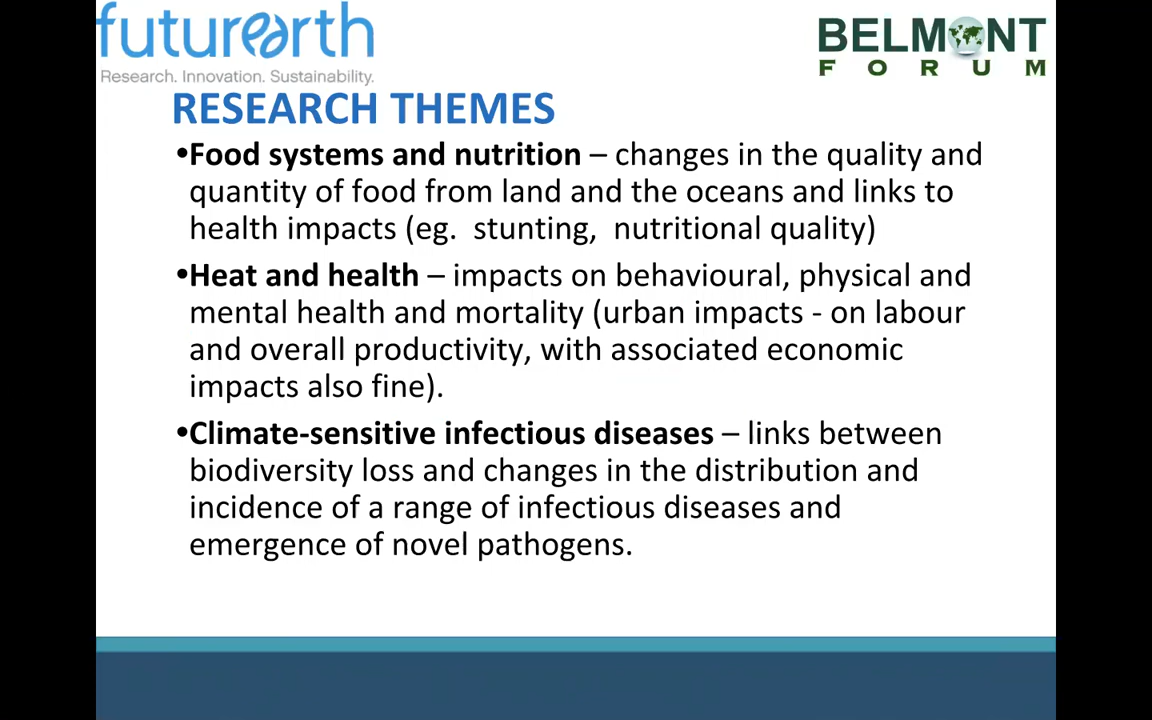 futurearth
BELMONT
Research. Innovation. Sustainability.
FORUM
RESEARCH THEMES
•Food systems and nutrition – changes in the quality and
quantity of food from land and the oceans and links to
health impacts (eg.  stunting,  nutritional quality)
•Heat and health – impacts on behavioural, physical and
mental health and mortality (urban impacts - on labour
and overall productivity, with associated economic
impacts also fine).
•Climate-sensitive infectious diseases – links between
biodiversity loss and changes in the distribution and
incidence of a range of infectious diseases and
emergence of novel pathogens.